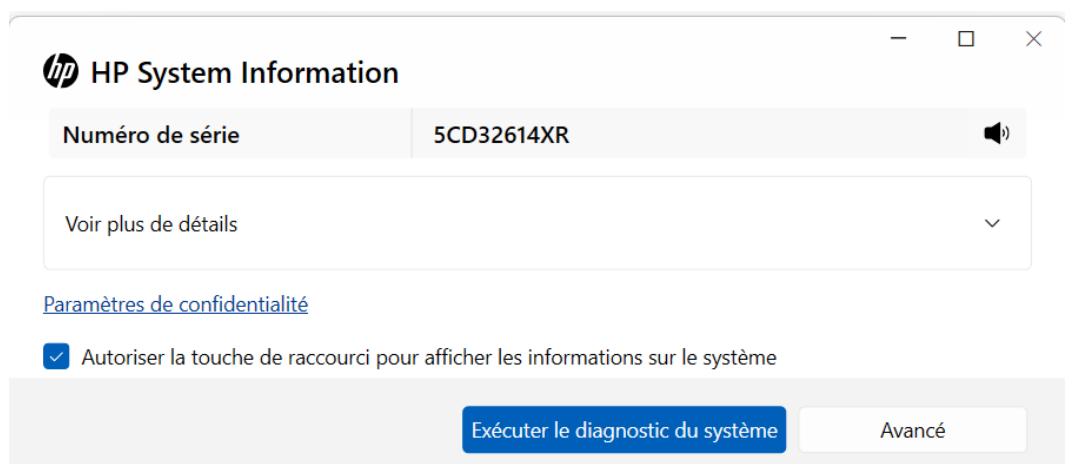 hp HP System Information
Numéro de série 5CD32614XR
Voir plus de détails
Paramètres de confidentialité
Autoriser la touche de raccourci pour afficher les informations sur le système
Exécuter le diagnostic du système Avancé